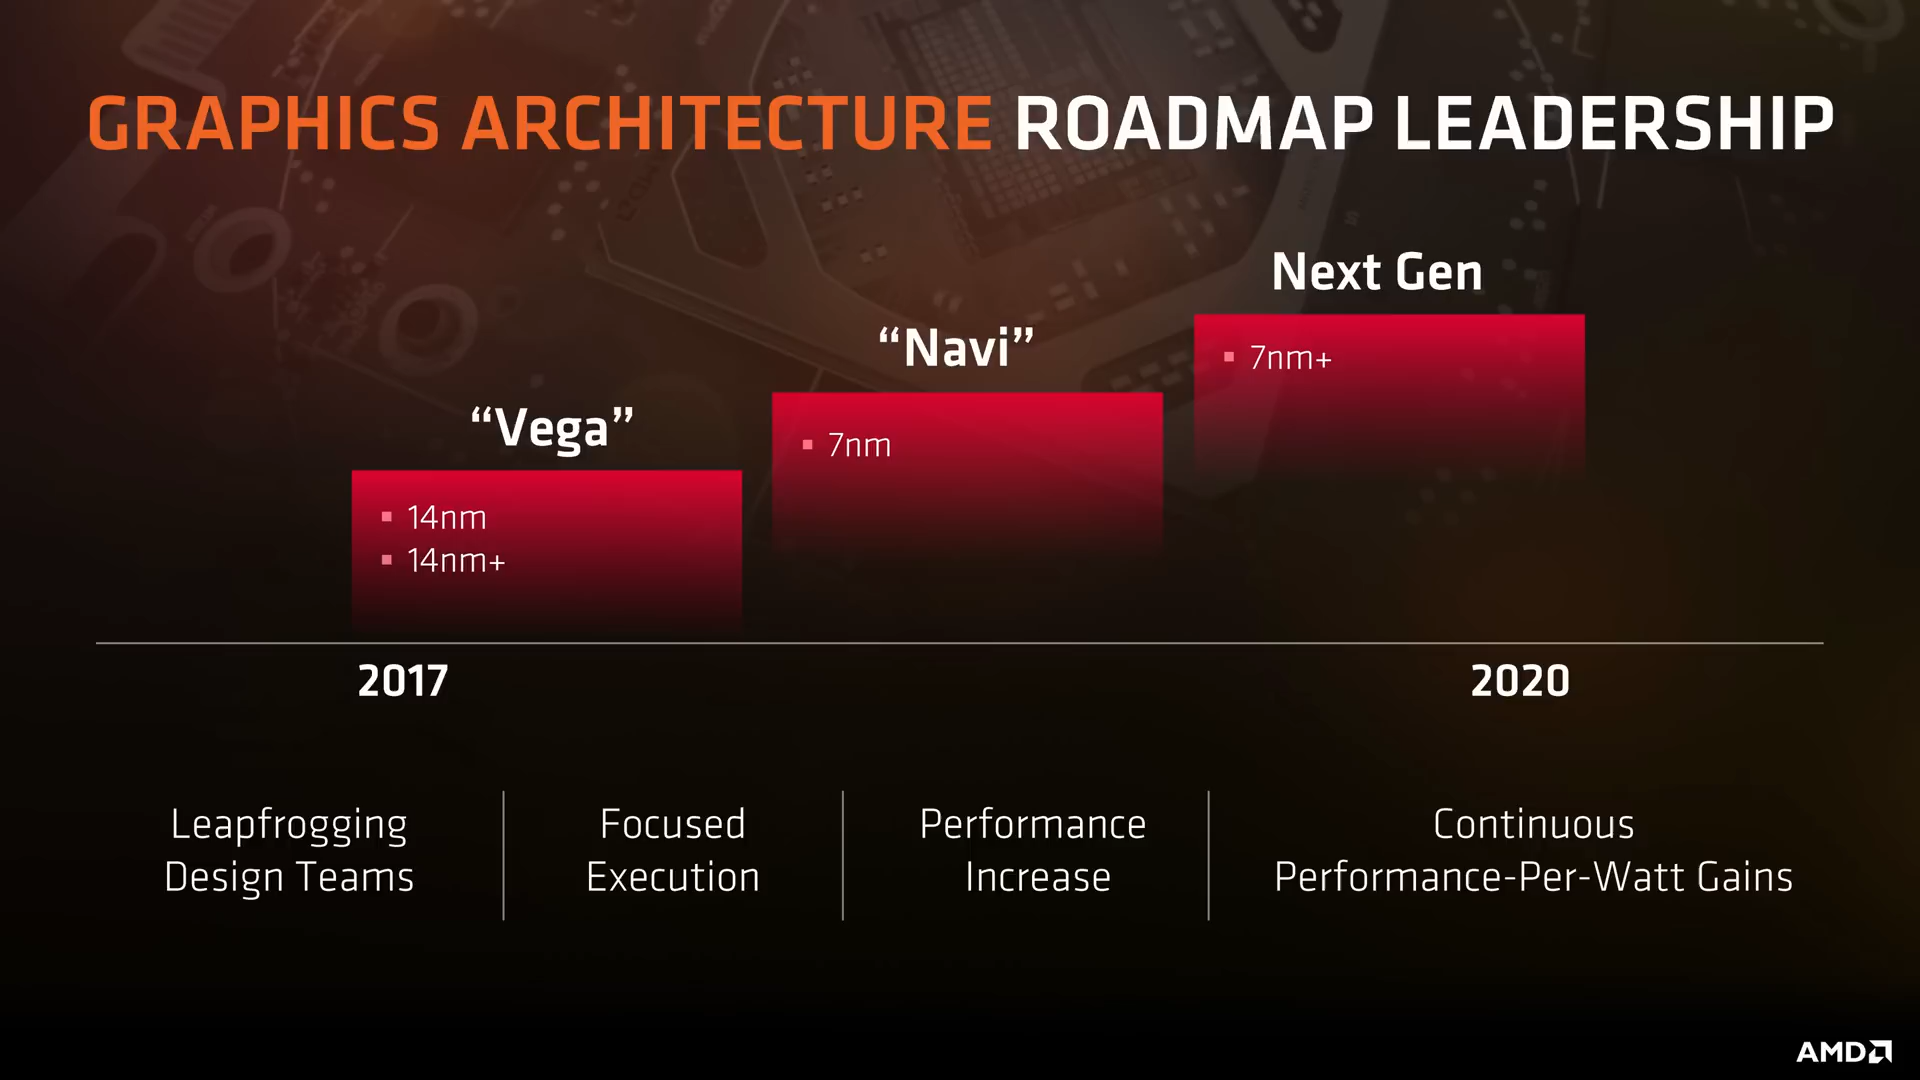 GRAPHICS ARCHITECTURE ROADMAP LEADERSHIP
“Vega”
▪ 14nm
▪ 14nm+
“Navi”
▪ 7nm
Next Gen
▪ 7nm+
2017
2020
Leapfrogging
Design Teams
Focused
Execution
Performance
Increase
Continuous
Performance-Per-Watt Gains
AMD